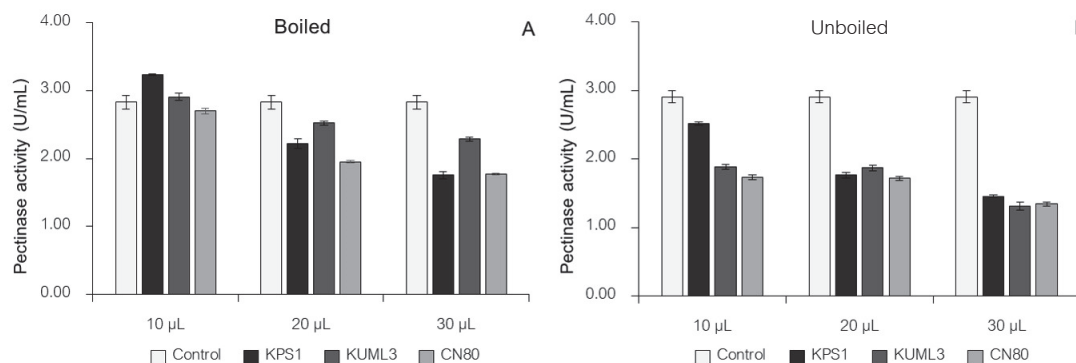 Boiled
A
Pectinase activity (U/mL)
4.00
3.00
2.00
1.00
0.00
10 µL
20 µL
30 µL
Control
KPS1
KUML3
CN80
Unboiled
Pectinase activity (U/mL)
4.00
3.00
2.00
1.00
0.00
10 µL
20 µL
30 µL
Control
KPS1
KUML3
CN80